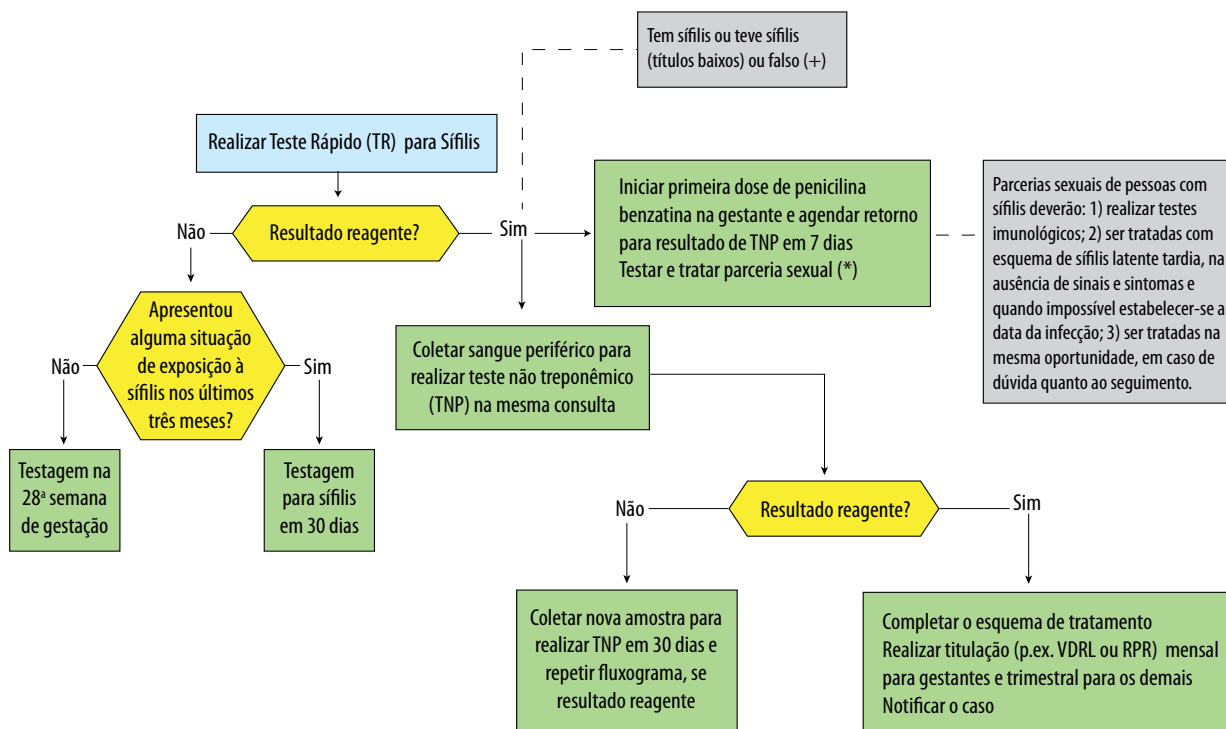 Tem sífilis ou teve sífilis
(títulos baixos) ou falso (+)
Realizar Teste Rápido (TR) para Sífilis
Resultado reagente?
Não
Sim
Iniciar primeira dose de penicilina
benzatina na gestante e agendar retorno
para resultado de TNP em 7 dias
Testar e tratar parceria sexual (*)
Parcerias sexuais de pessoas com
sífilis deverão: 1) realizar testes
imunológicos; 2) ser tratadas com
esquema de sífilis latente tardia, na
ausência de sinais e sintomas e
quando impossível estabelecer-se a
data da infecção; 3) ser tratadas na
mesma oportunidade, em caso de
dúvida quanto ao seguimento.
Apresentou
alguma situação
de exposição à
sífilis nos últimos
três meses?
Não
Sim
Testagem na
28ª semana
de gestação
Testagem
para sífilis
em 30 dias
Coletar sangue periférico para
realizar teste não treponêmico
(TNP) na mesma consulta
Resultado reagente?
Não
Sim
Coletar nova amostra para
realizar TNP em 30 dias e
repetir fluxograma, se
resultado reagente
Completar o esquema de tratamento
Realizar titulação (p.ex. VDRL ou RPR) mensal
para gestantes e trimestral para os demais
Notificar o caso